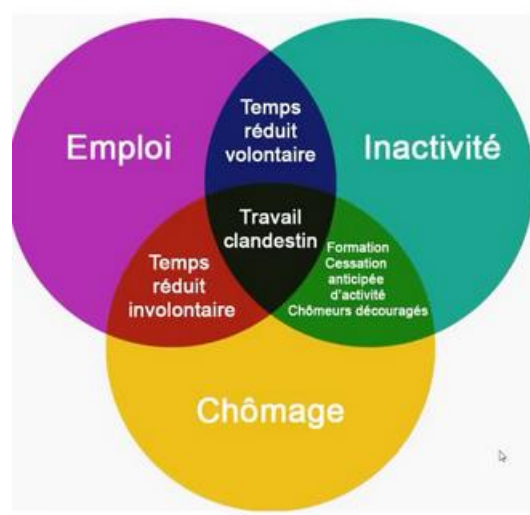 Emploi
Temps
réduit
volontaire
Inactivité
Travail
clandestin
Temps
réduit
involontaire
Formation
Cessation
anticipée
d'activité
Chômeurs découragés
Chômage